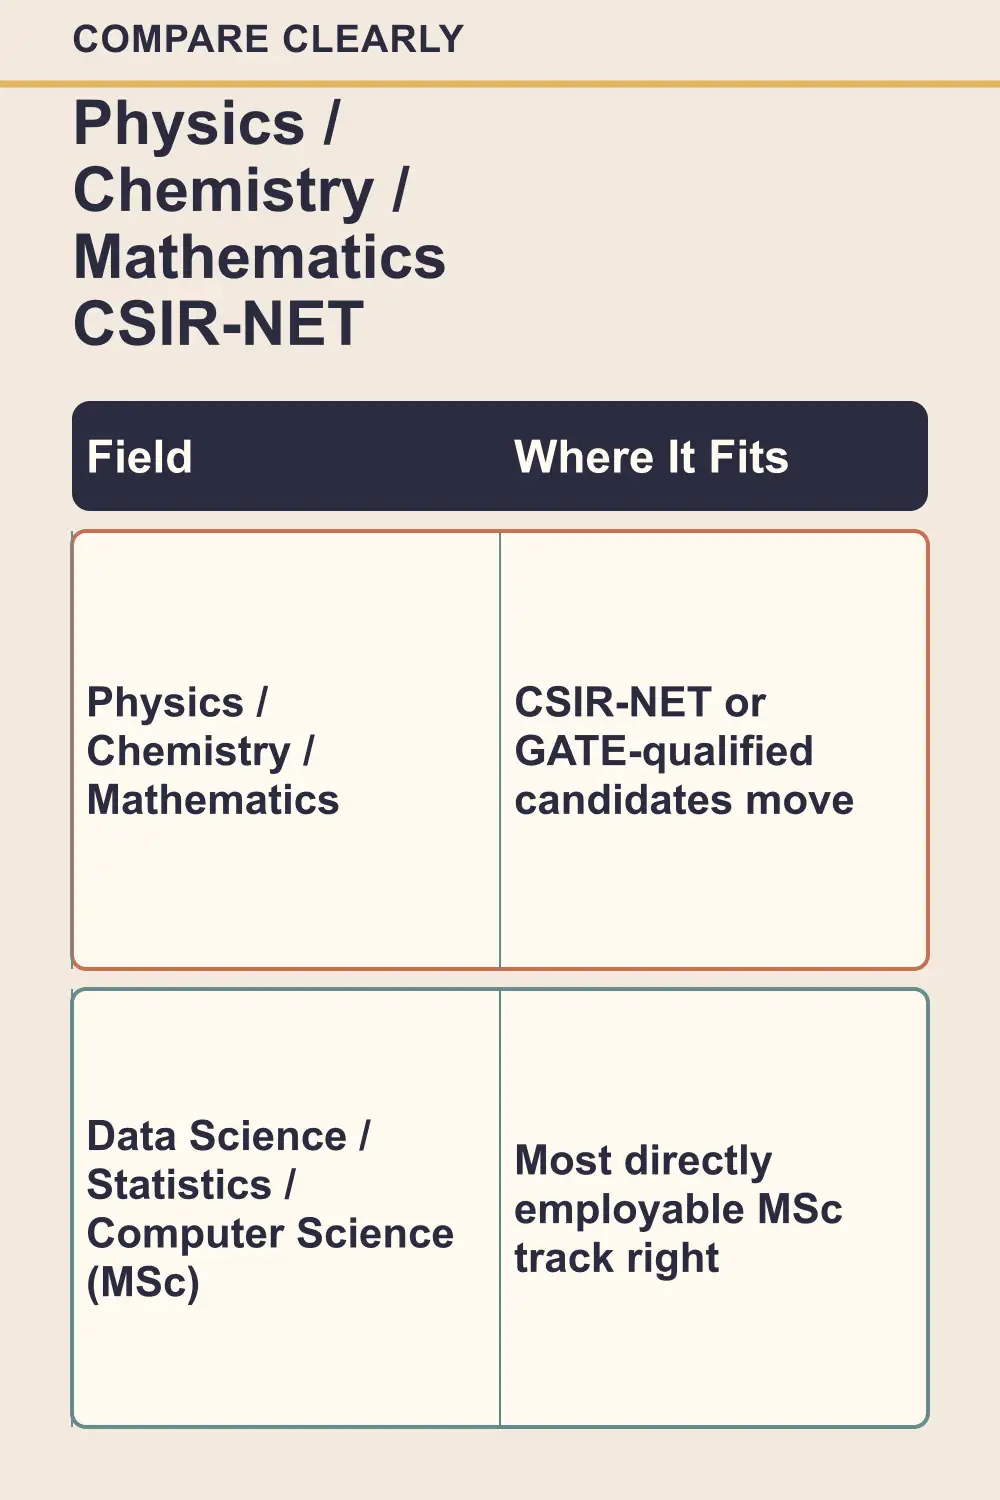 COMPARE CLEARLY
Physics /
Chemistry /
Mathematics
CSIR-NET
Field
Where It Fits
Physics /
Chemistry /
Mathematics
CSIR-NET or
GATE-qualified
candidates move
Data Science /
Statistics /
Computer Science
(MSc)
Most directly
employable MSc
track right